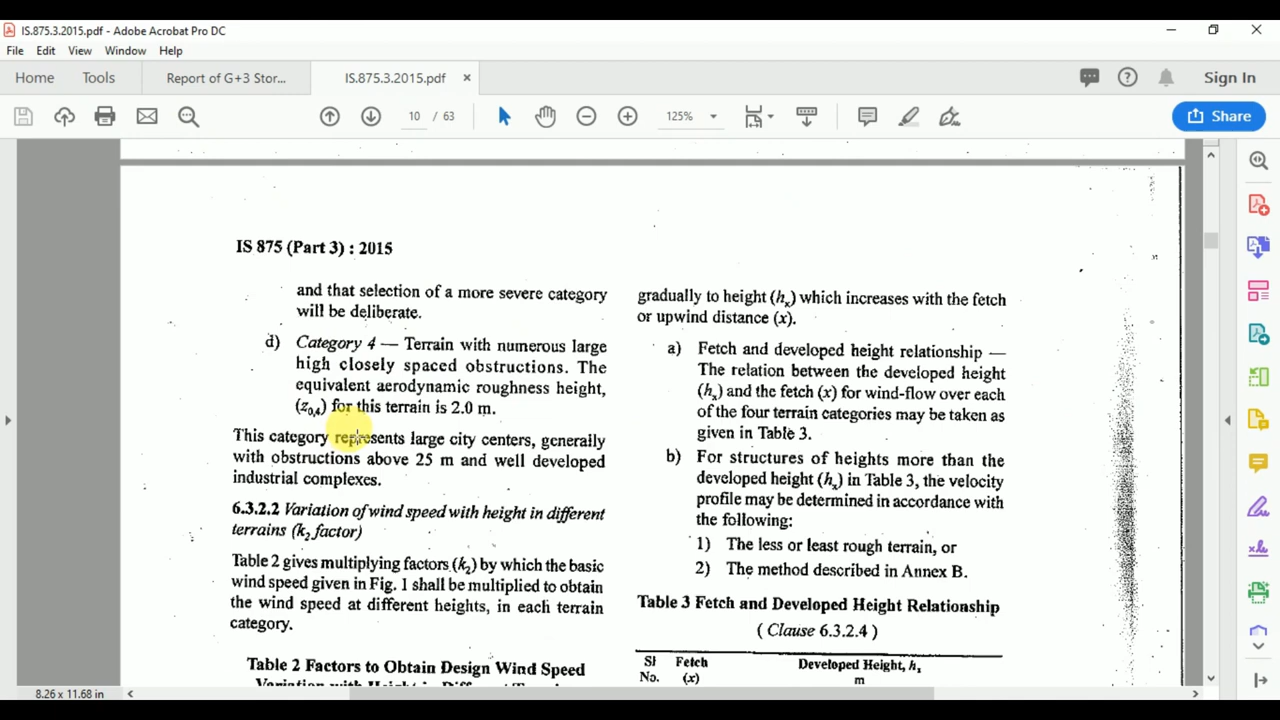 IS.875.3.2015.pdf - Adobe Acrobat Pro DC
File Edit View Window Help
Home Tools Report of G+3 Stor... IS.875.3.2015.pdf × Sign In
10 / 63 125% Share
IS 875 (Part 3) : 2015
and that selection of a more severe category
will be deliberate.
d) Category 4 — Terrain with numerous large
high closely spaced obstructions. The
equivalent aerodynamic roughness height,
(z0,4) for this terrain is 2.0 m.
This category represents large city centers, generally
with obstructions above 25 m and well developed
industrial complexes.
6.3.2.2 Variation of wind speed with height in different
terrains (k2 factor)
Table 2 gives multiplying factors (k2) by which the basic
wind speed given in Fig. 1 shall be multiplied to obtain
the wind speed at different heights, in each terrain
category.
Table 2 Factors to Obtain Design Wind Speed
Variation with Height in
gradually to height (hx) which increases with the fetch
or upwind distance (x).
a) Fetch and developed height relationship —
The relation between the developed height
(hx) and the fetch (x) for wind-flow over each
of the four terrain categories may be taken as
given in Table 3.
b) For structures of heights more than the
developed height (hx) in Table 3, the velocity
profile may be determined in accordance with
the following:
1) The less or least rough terrain, or
2) The method described in Annex B.
Table 3 Fetch and Developed Height Relationship
( Clause 6.3.2.4 )
Sl Fetch Developed Height, hx
No. (x) m
8.26 x 11.68 in